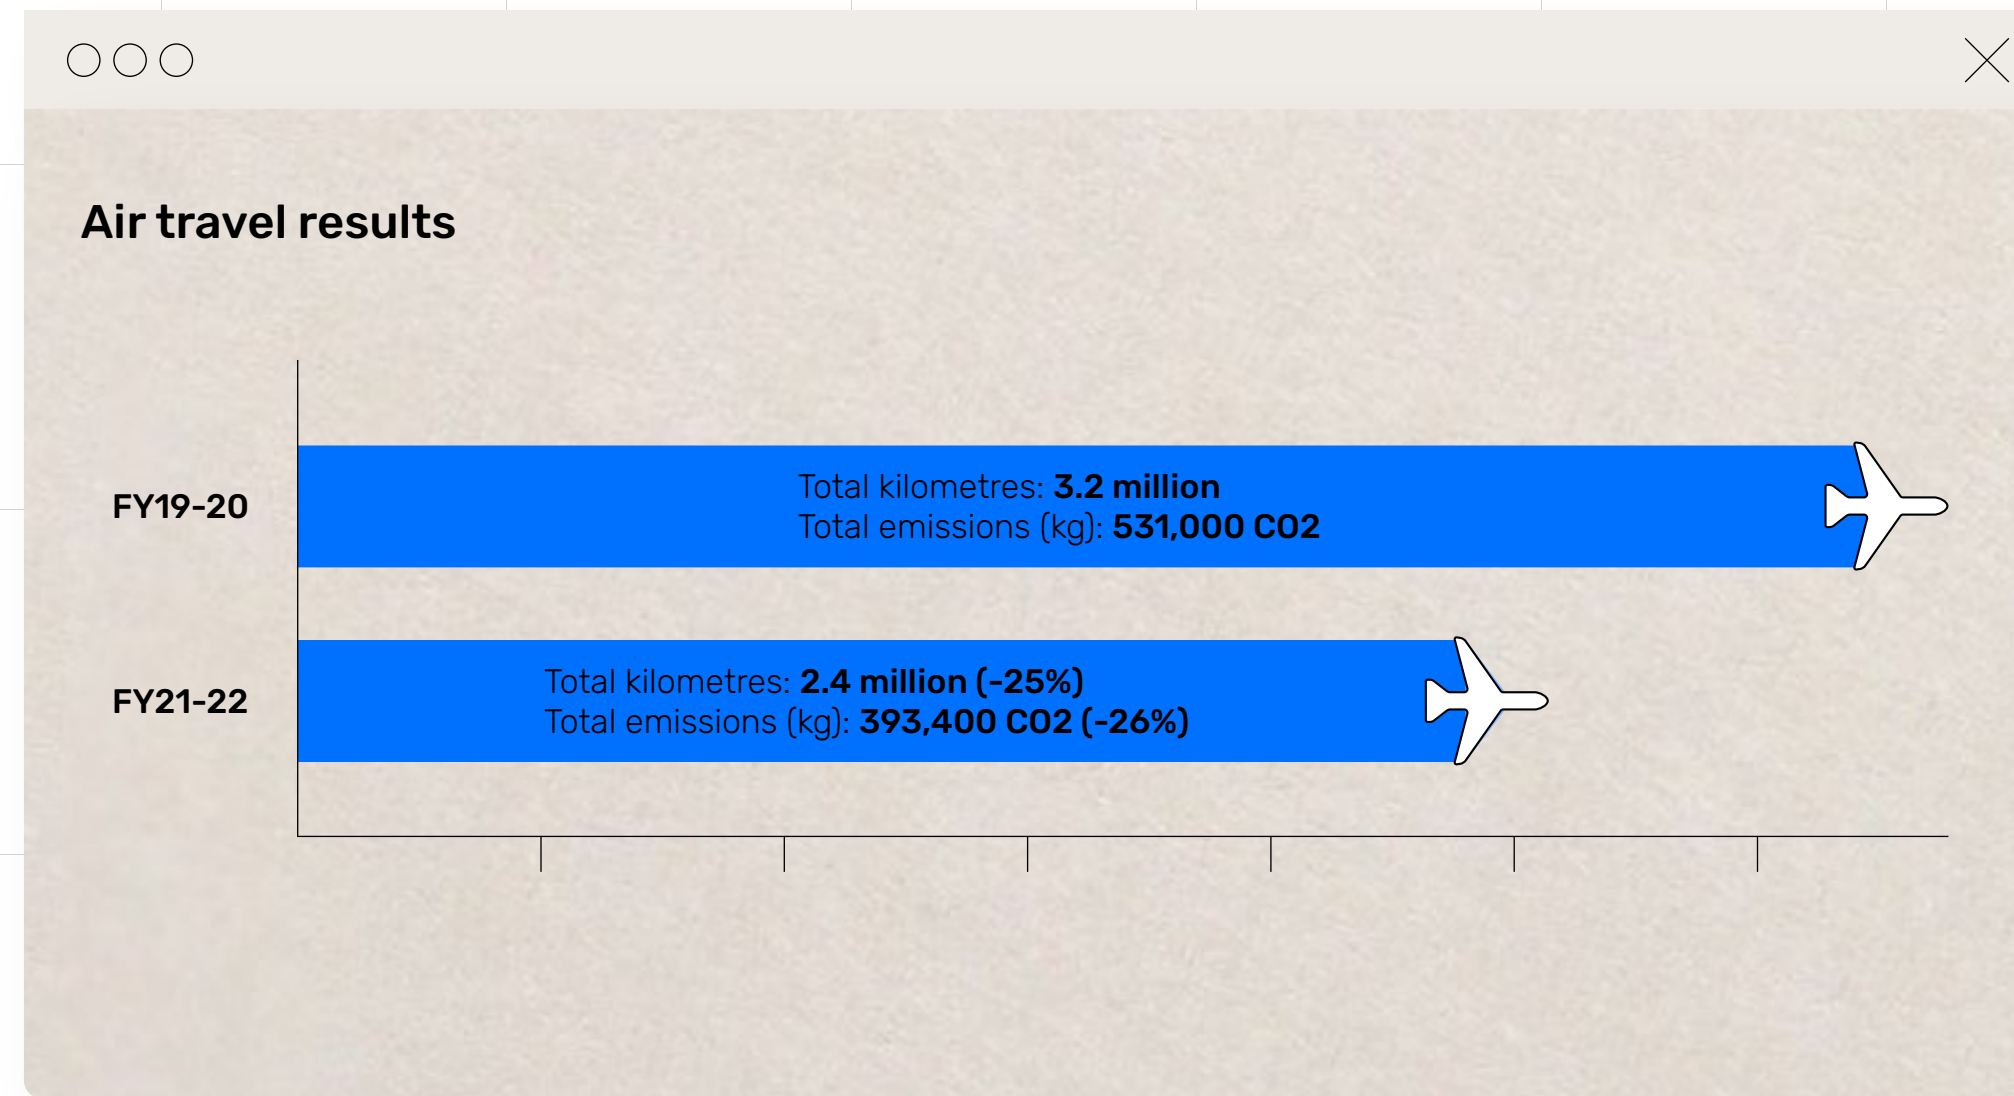 Air travel results
FY19-20
Total kilometres: 3.2 million
Total emissions (kg): 531,000 CO2
FY21-22
Total kilometres: 2.4 million (-25%)
Total emissions (kg): 393,400 CO2 (-26%)